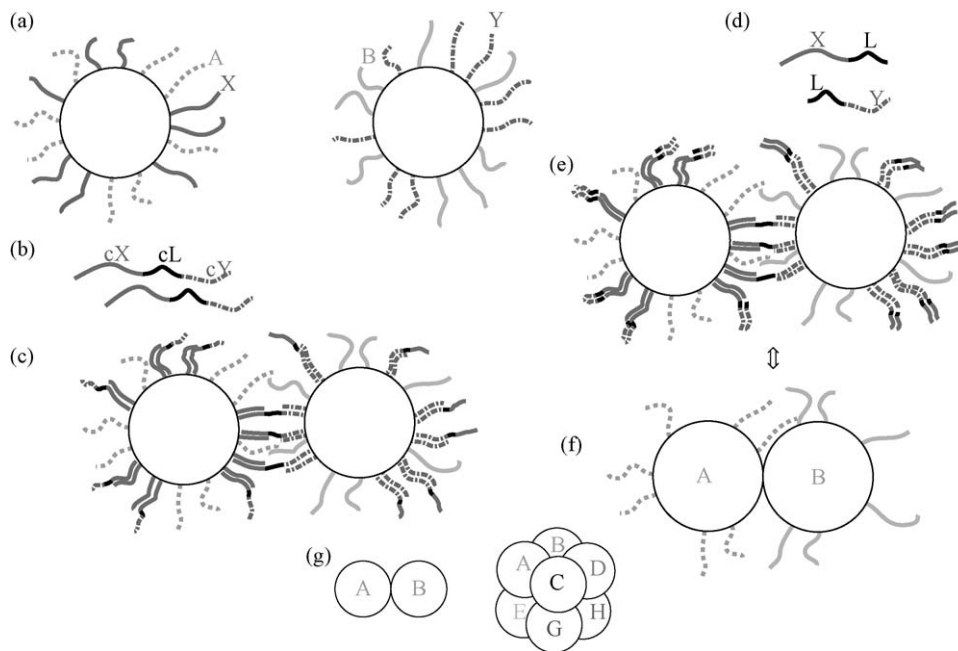 (a)
A
X
B
Y
(b)
cX cL cY
(c)
(d)
X L
L Y
(e)
⇕
(f)
A B
(g)
A B
A B D
C
E G H